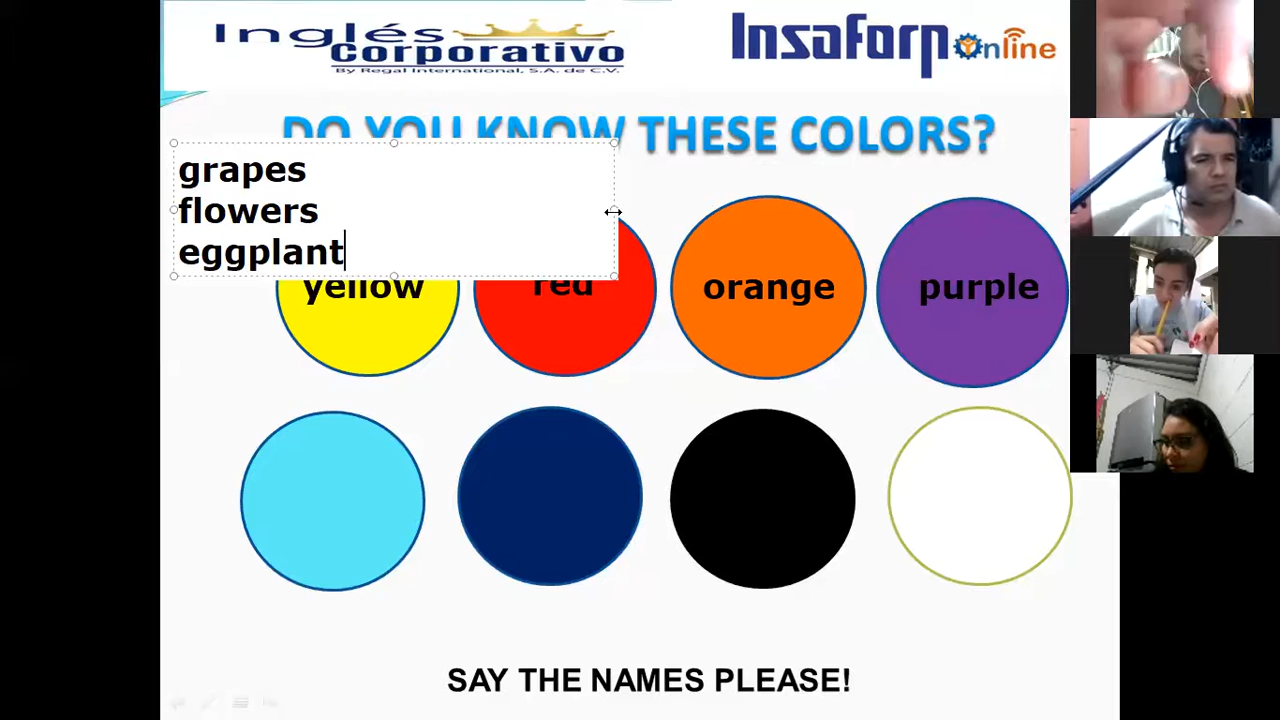 Inglés
Corporativo
By Regal International, S.A. de C.V.
Insaforp Online
DO YOU KNOW THESE COLORS?
grapes
flowers
eggplant
yellow
red
orange
purple
SAY THE NAMES PLEASE!